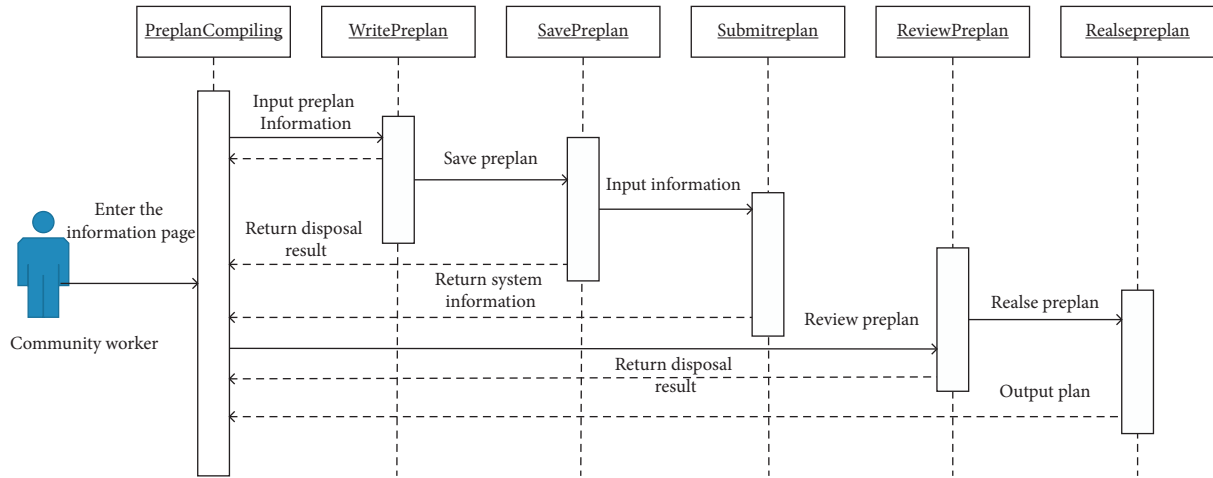 PreplanCompiling
WritePreplan
SavePreplan
Submitreplan
ReviewPreplan
Realsepreplan
Input preplan
Information
Save preplan
Input information
Enter the
information page
Return disposal
result
Return system
information
Realse preplan
Review preplan
Community worker
Return disposal
result
Output plan